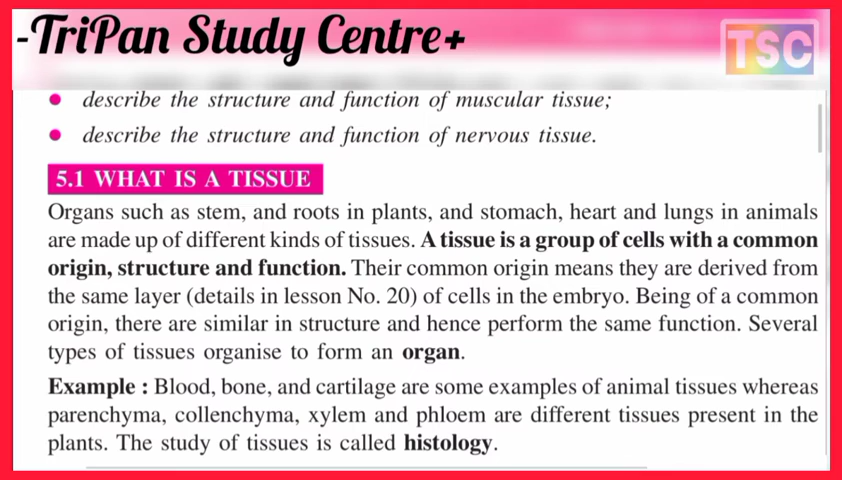 -TriPan Study Centre+
TSC
• describe the structure and function of muscular tissue;
• describe the structure and function of nervous tissue.
5.1 WHAT IS A TISSUE
Organs such as stem, and roots in plants, and stomach, heart and lungs in animals
are made up of different kinds of tissues. A tissue is a group of cells with a common
origin, structure and function. Their common origin means they are derived from
the same layer (details in lesson No. 20) of cells in the embryo. Being of a common
origin, there are similar in structure and hence perform the same function. Several
types of tissues organise to form an organ.
Example : Blood, bone, and cartilage are some examples of animal tissues whereas
parenchyma, collenchyma, xylem and phloem are different tissues present in the
plants. The study of tissues is called histology.